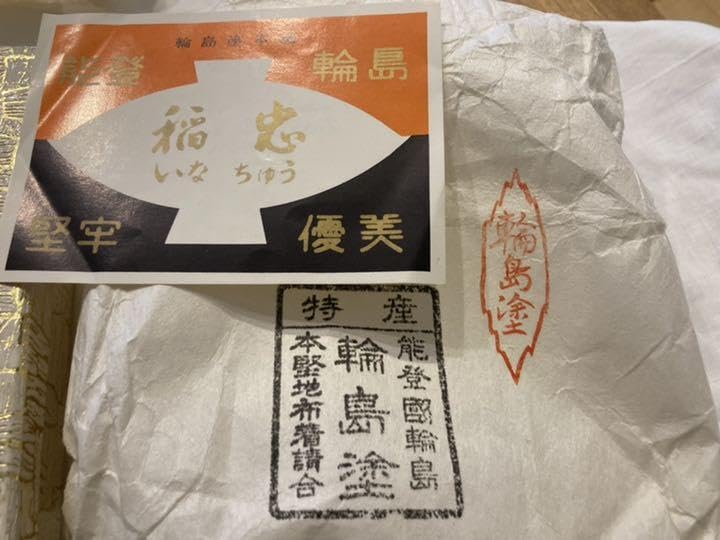 輪島塗本舗
能登 輪島
稲忠
いなちゅう
堅牢 優美
輪島塗
特産
能登國輪島
輪島塗
本堅地布着請合